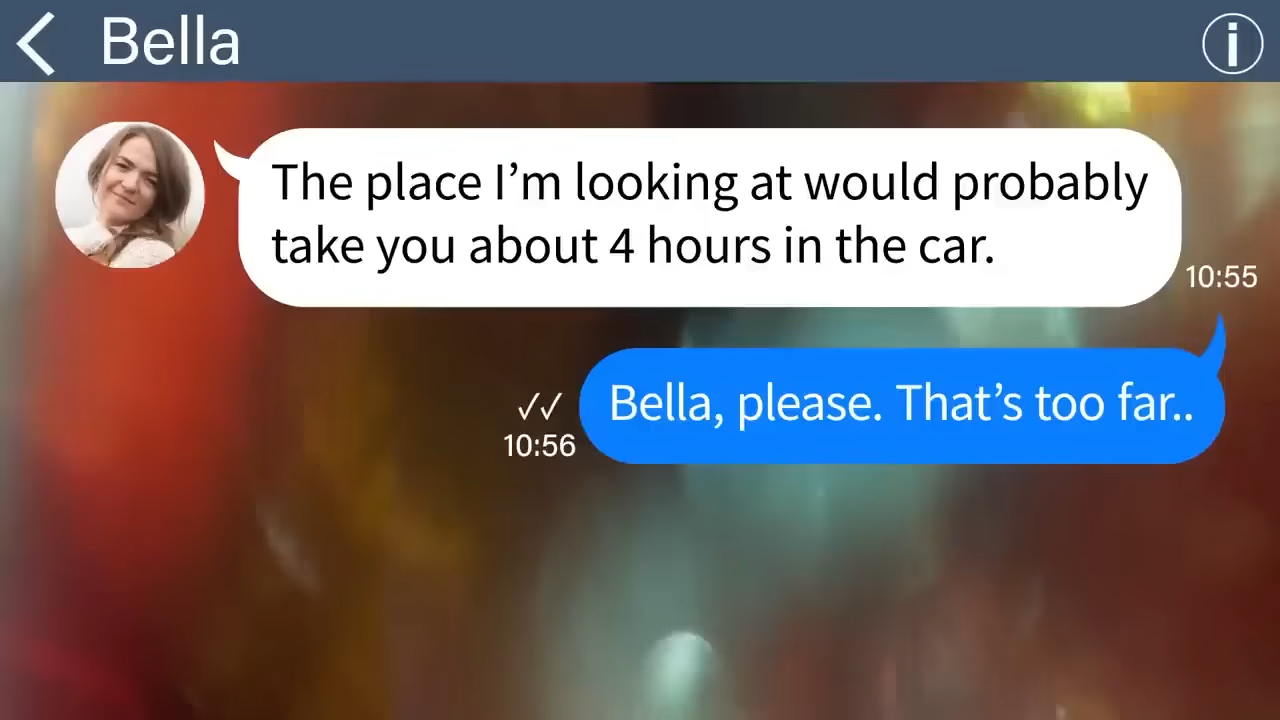 Bella
The place I’m looking at would probably
take you about 4 hours in the car.
10:55
Bella, please. That’s too far..
10:56